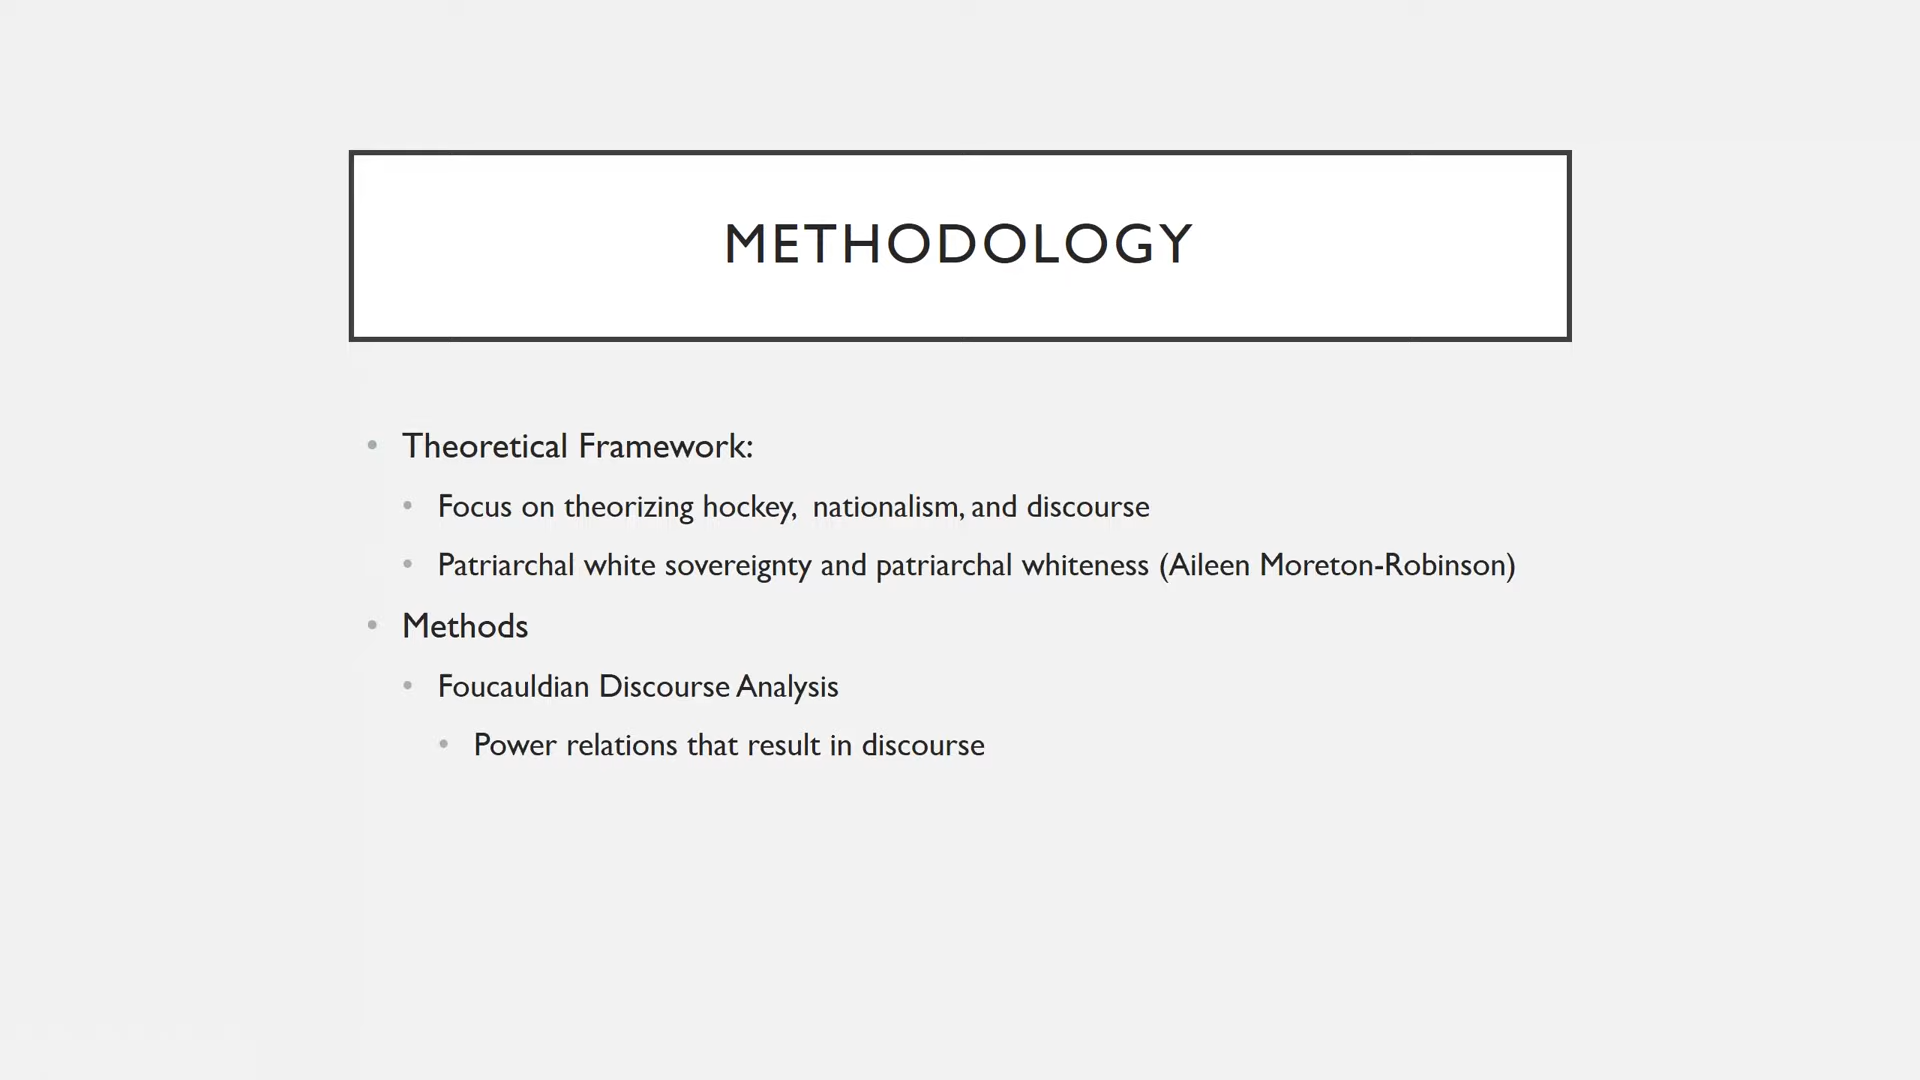 METHODOLOGY
• Theoretical Framework:
• Focus on theorizing hockey,  nationalism, and discourse
• Patriarchal white sovereignty and patriarchal whiteness (Aileen Moreton-Robinson)
• Methods
• Foucauldian Discourse Analysis
• Power relations that result in discourse